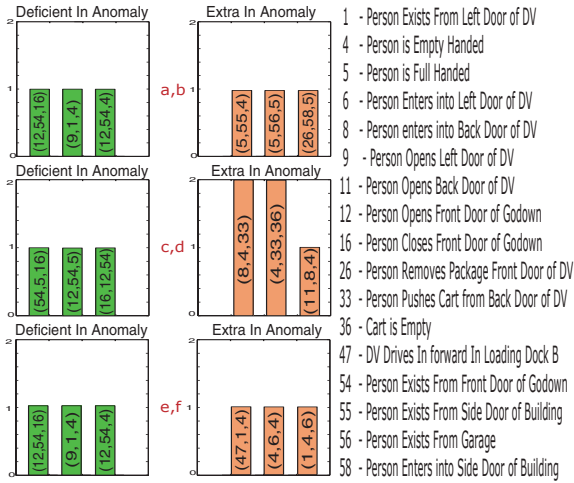 Deficient In Anomaly
Extra In Anomaly
2
1
0
(12,54,16)
(9,1,4)
(12,54,4)
a,b
2
1
0
(5,55,4)
(5,56,5)
(26,58,5)
Deficient In Anomaly
Extra In Anomaly
2
1
0
(54,5,16)
(12,54,5)
(16,12,54)
c,d
2
1
0
(8,4,33)
(4,33,36)
(11,8,4)
Deficient In Anomaly
Extra In Anomaly
2
1
0
(12,54,16)
(9,1,4)
(12,54,4)
e,f
2
1
0
(47,1,4)
(4,6,4)
(1,4,6)
1 - Person Exists From Left Door of DV
4 - Person is Empty Handed
5 - Person is Full Handed
6 - Person Enters into Left Door of DV
8 - Person enters into Back Door of DV
9 - Person Opens Left Door of DV
11 - Person Opens Back Door of DV
12 - Person Opens Front Door of Godown
16 - Person Closes Front Door of Godown
26 - Person Removes Package Front Door of DV
33 - Person Pushes Cart from Back Door of DV
36 - Cart is Empty
47 - DV Drives In forward In Loading Dock B
54 - Person Exists From Front Door of Godown
55 - Person Exists From Side Door of Building
56 - Person Exists From Garage
58 - Person Enters into Side Door of Building